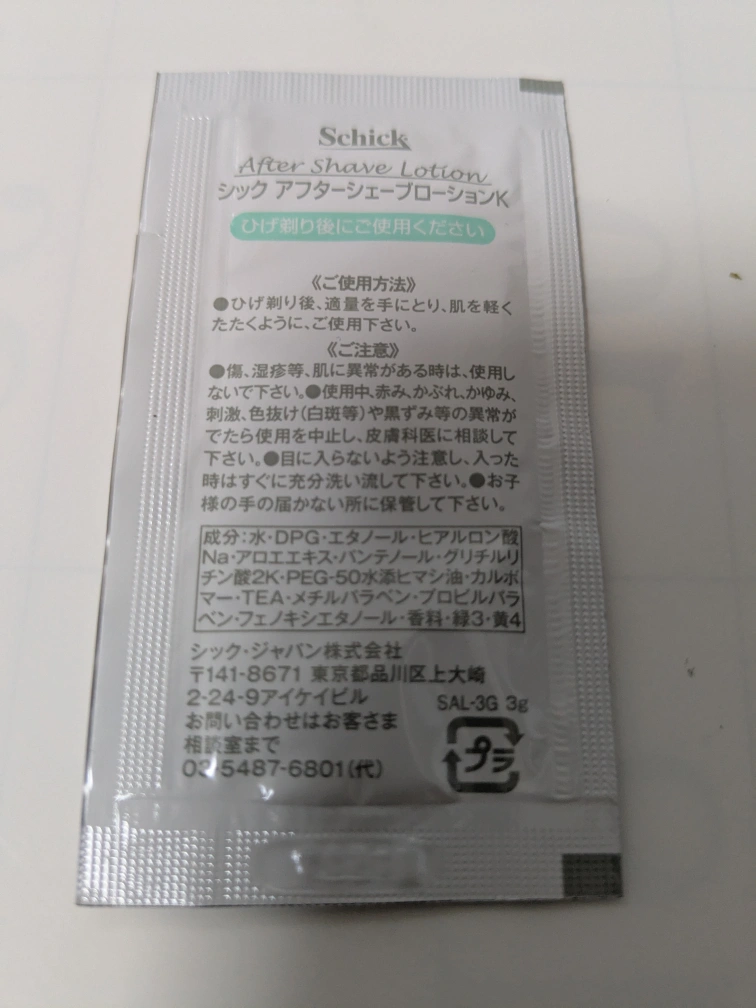 Schick
After Shave Lotion
シック アフターシェーブローションK
ひげ剃り後にご使用ください
《ご使用方法》
●ひげ剃り後、適量を手にとり、肌を軽く
たたくように、ご使用下さい。
《ご注意》
●傷、湿疹等、肌に異常がある時は、使用し
ないで下さい。●使用中、赤み、かぶれ、かゆみ、
刺激、色抜け(白斑等)や黒ずみ等の異常が
でたら使用を中止し、皮膚科医に相談して
下さい。●目に入らないよう注意し、入った
時はすぐに充分洗い流して下さい。●お子
様の手の届かない所に保管して下さい。
成分:水・DPG・エタノール・ヒアルロン酸
Na・アロエエキス・パンテノール・グリチルリ
チン酸2K・PEG-50水添ヒマシ油・カルボ
マー・TEA・メチルパラベン・プロピルパラ
ベン・フェノキシエタノール・香料・緑3・黄4
シック・ジャパン株式会社
〒141-8671 東京都品川区上大崎
2-24-9アイケイビル
お問い合わせはお客さま
相談室まで
03-5487-6801(代)
SAL-3G 3g
プラ